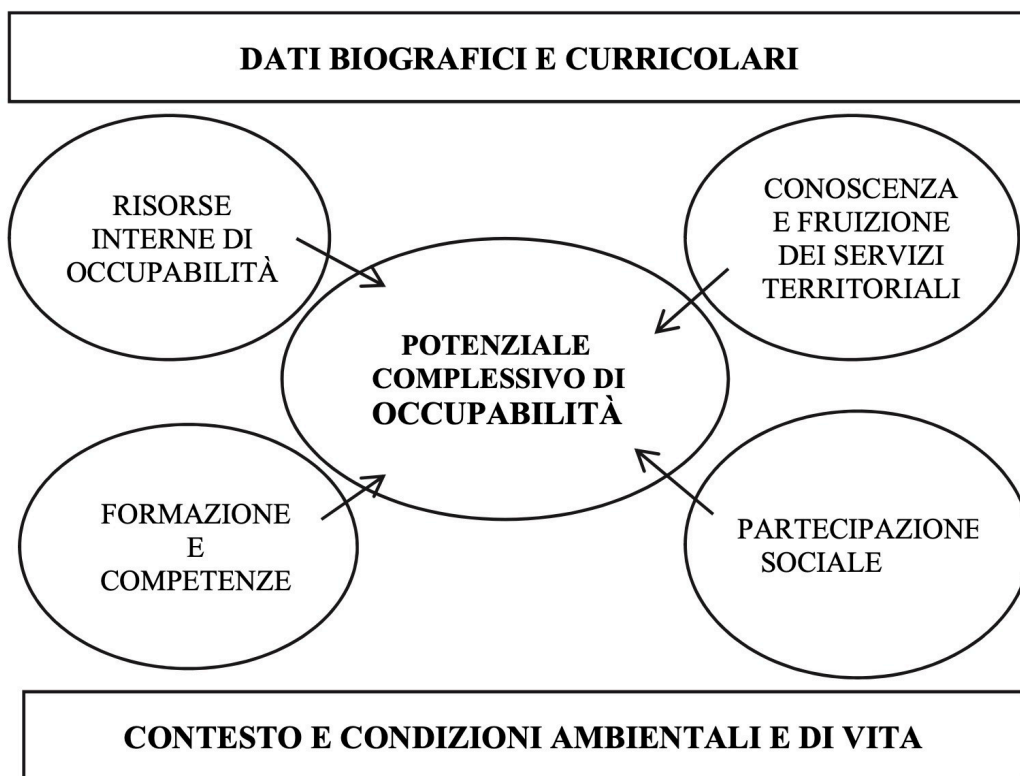 DATI BIOGRAFICI E CURRICOLARI
RISORSE
INTERNE DI
OCCUPABILITÀ
CONOSCENZA
E FRUIZIONE
DEI SERVIZI
TERRITORIALI
POTENZIALE
COMPLESSIVO DI
OCCUPABILITÀ
FORMAZIONE
E
COMPETENZE
PARTECIPAZIONE
SOCIALE
CONTESTO E CONDIZIONI AMBIENTALI E DI VITA